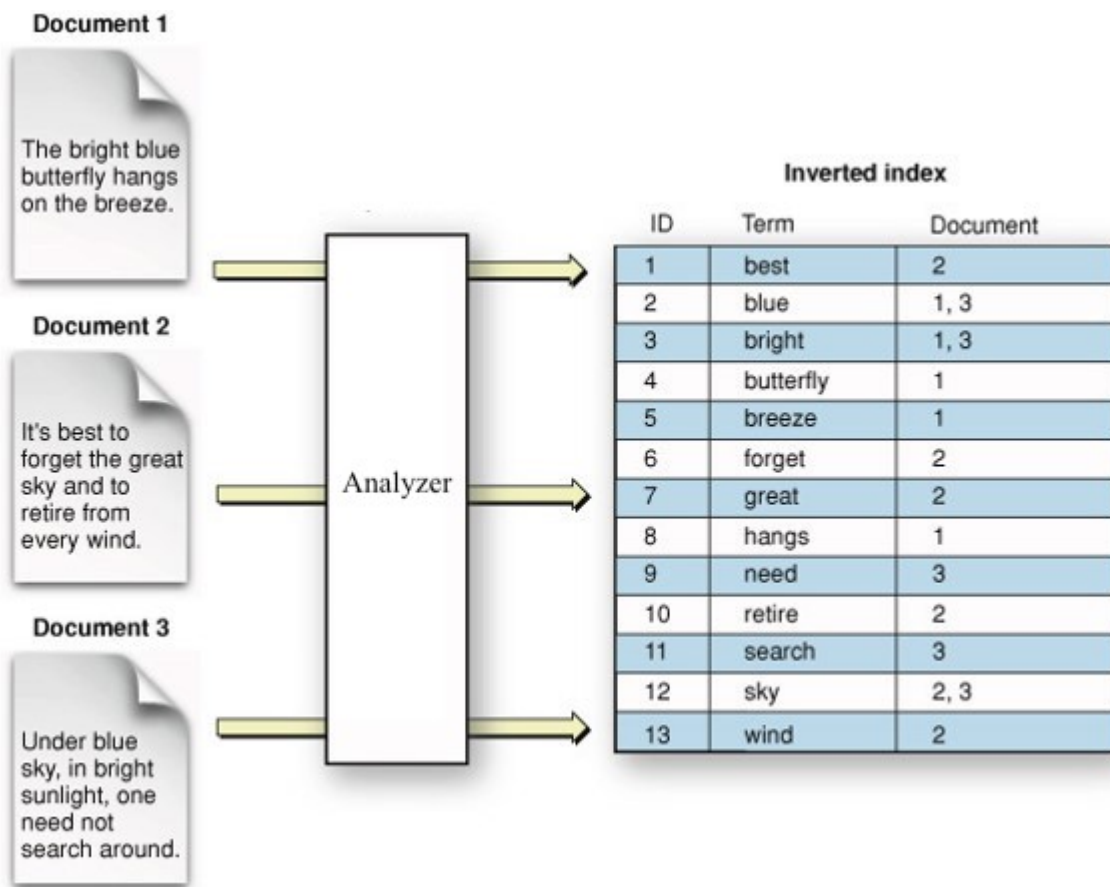 Document 1
The bright blue
butterfly hangs
on the breeze.
Document 2
It's best to
forget the great
sky and to
retire from
every wind.
Document 3
Under blue
sky, in bright
sunlight, one
need not
search around.
Analyzer
Inverted index
ID Term Document
1 best 2
2 blue 1, 3
3 bright 1, 3
4 butterfly 1
5 breeze 1
6 forget 2
7 great 2
8 hangs 1
9 need 3
10 retire 2
11 search 3
12 sky 2, 3
13 wind 2